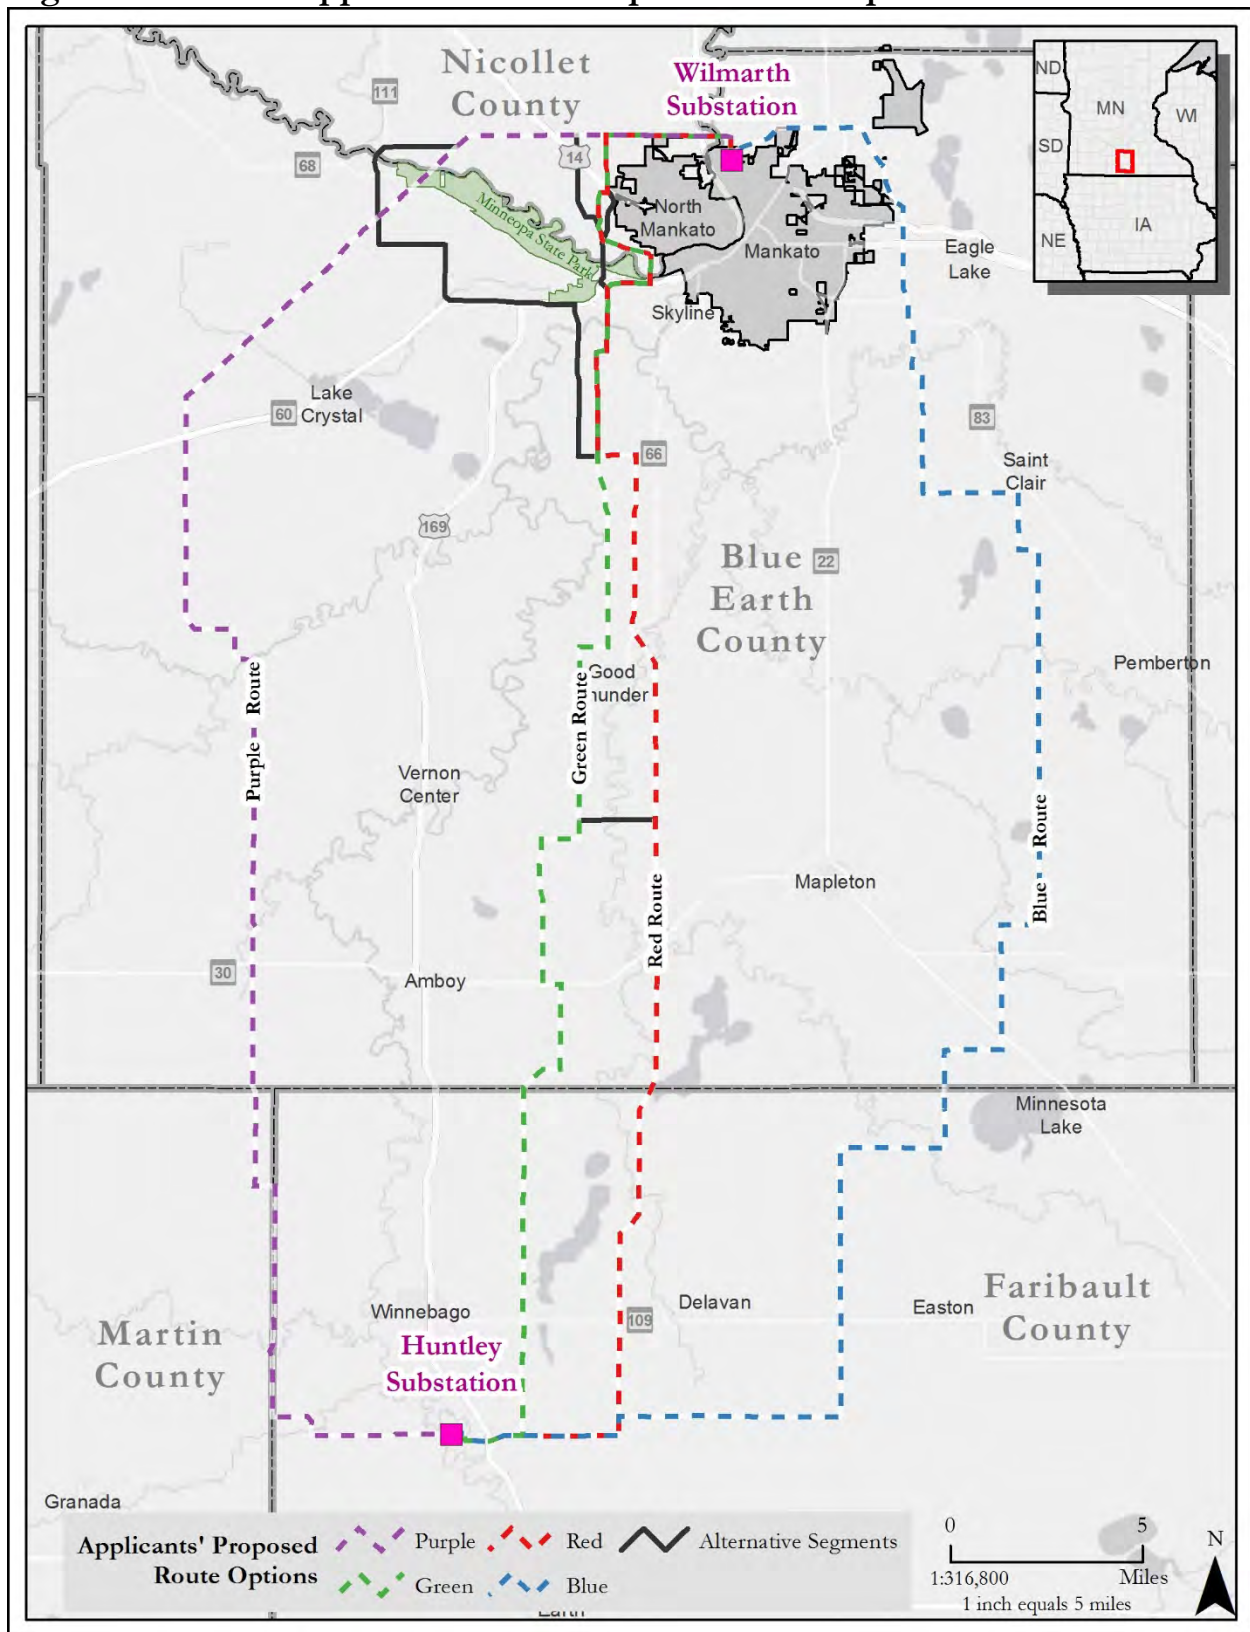 Nicollet
County
Wilmarth
Substation
ND
MN
WI
SD
NE
IA
111
68
14
Minneopa State Park
North
Mankato
Mankato
Eagle
Lake
Skyline
Lake
Crystal
60
83
66
Saint
Clair
169
Blue
Earth
County
22
Pemberton
Good
Purple Route
Green Route
Vernon
Center
Blue Route
Mapleton
Red Route
30
Amboy
Minnesota
Lake
Winnebago
Delavan
Easton
Faribault
County
109
Martin
County
Huntley
Substation
Granada
Applicants' Proposed
Route Options
Purple
Red
Alternative Segments
Green
Blue
0 5
1:316,800 Miles
1 inch equals 5 miles
N